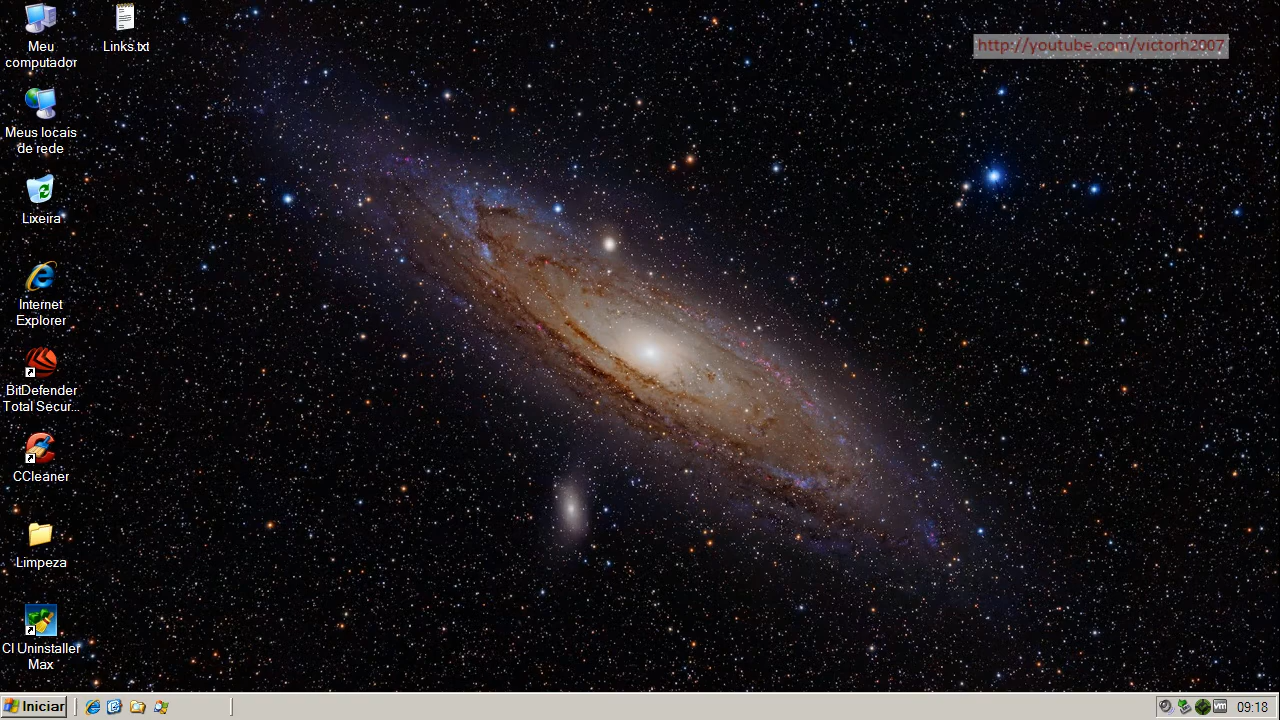 Meu
computador
Links.txt
http://youtube.com/victorh2007
Meus locais
de rede
Lixeira
Internet
Explorer
BitDefender
Total Secur...
CCleaner
Limpeza
CI Uninstaller
Max
Iniciar
vm
09:18